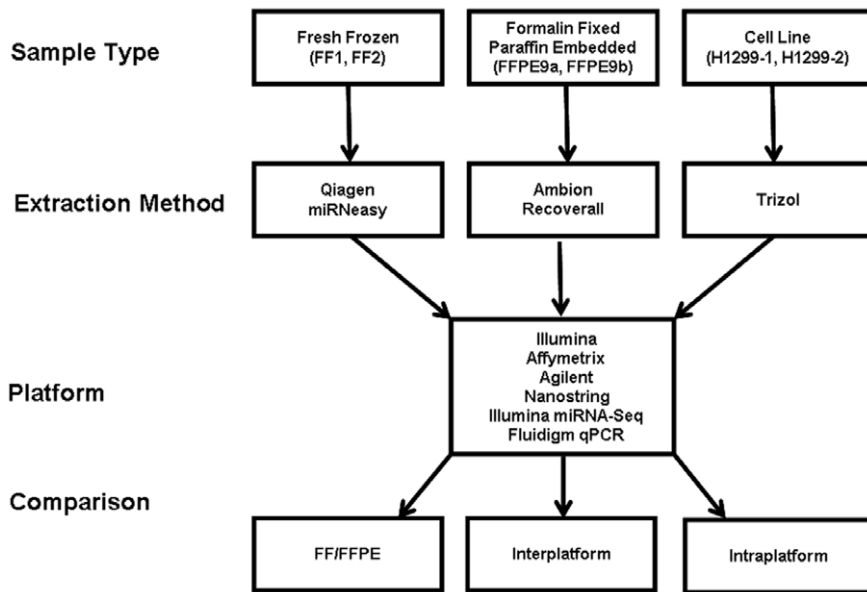 Sample Type
Fresh Frozen
(FF1, FF2)
Formalin Fixed
Paraffin Embedded
(FFPE9a, FFPE9b)
Cell Line
(H1299-1, H1299-2)
Extraction Method
Qiagen
miRNeasy
Ambion
Recoverall
Trizol
Platform
Illumina
Affymetrix
Agilent
Nanostring
Illumina miRNA-Seq
Fluidigm qPCR
Comparison
FF/FFPE
Interplatform
Intraplatform